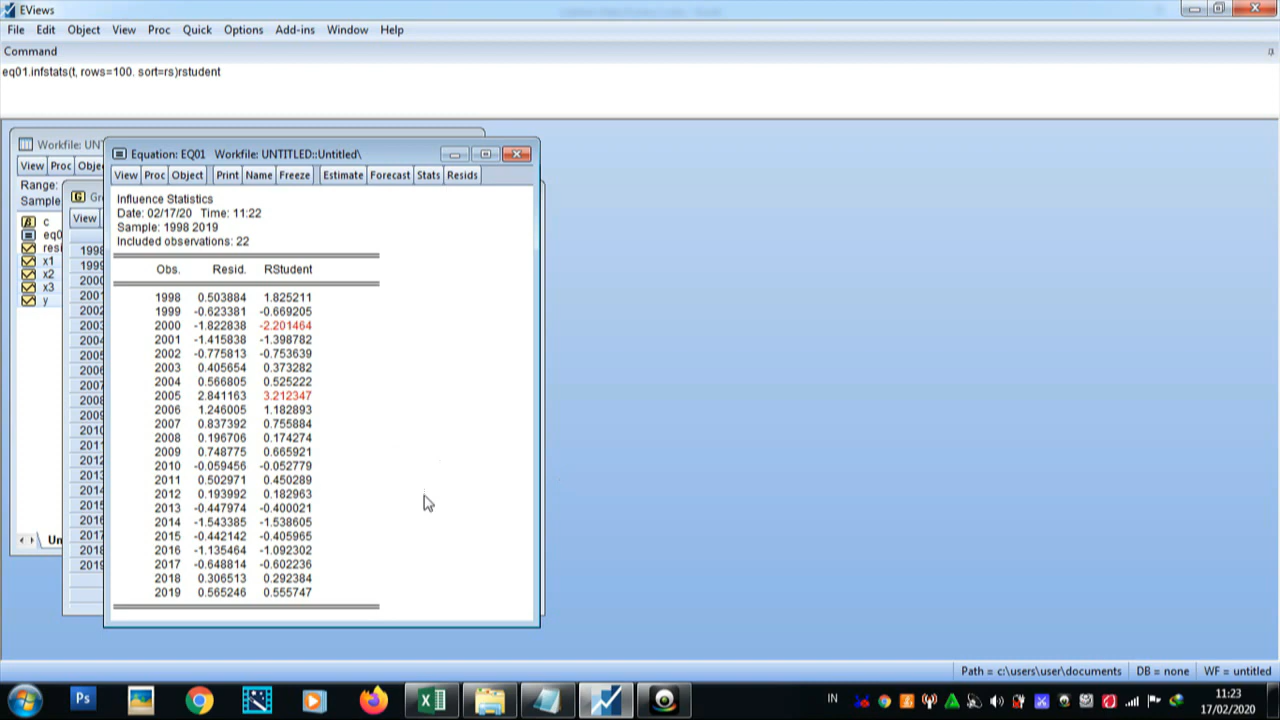 EViews
File Edit Object View Proc Quick Options Add-ins Window Help
Command
eq01.infstats(t, rows=100. sort=rs)rstudent
Workfile: UNT
View Proc Objec
Range:
Sample
c
eq0
resi
x1
x2
x3
y
Un
G Gr
View
1998
1999
2000
2001
2002
2003
2004
2005
2006
2007
2008
2009
2010
2011
2012
2013
2014
2015
2016
2017
2018
2019
Equation: EQ01 Workfile: UNTITLED::Untitled\
View Proc Object Print Name Freeze Estimate Forecast Stats Resids
Influence Statistics
Date: 02/17/20 Time: 11:22
Sample: 1998 2019
Included observations: 22
Obs. Resid. RStudent
1998 0.503884 1.825211
1999 -0.623381 -0.669205
2000 -1.822838 -2.201464
2001 -1.415838 -1.398782
2002 -0.775813 -0.753639
2003 0.405654 0.373282
2004 0.566805 0.525222
2005 2.841163 3.212347
2006 1.246005 1.182893
2007 0.837392 0.755884
2008 0.196706 0.174274
2009 0.748775 0.665921
2010 -0.059456 -0.052779
2011 0.502971 0.450289
2012 0.193992 0.182963
2013 -0.447974 -0.400021
2014 -1.543385 -1.538605
2015 -0.442142 -0.405965
2016 -1.135464 -1.092302
2017 -0.648814 -0.602236
2018 0.306513 0.292384
2019 0.565246 0.555747
Path = c:\users\user\documents DB = none WF = untitled
Ps
IN
11:23
17/02/2020